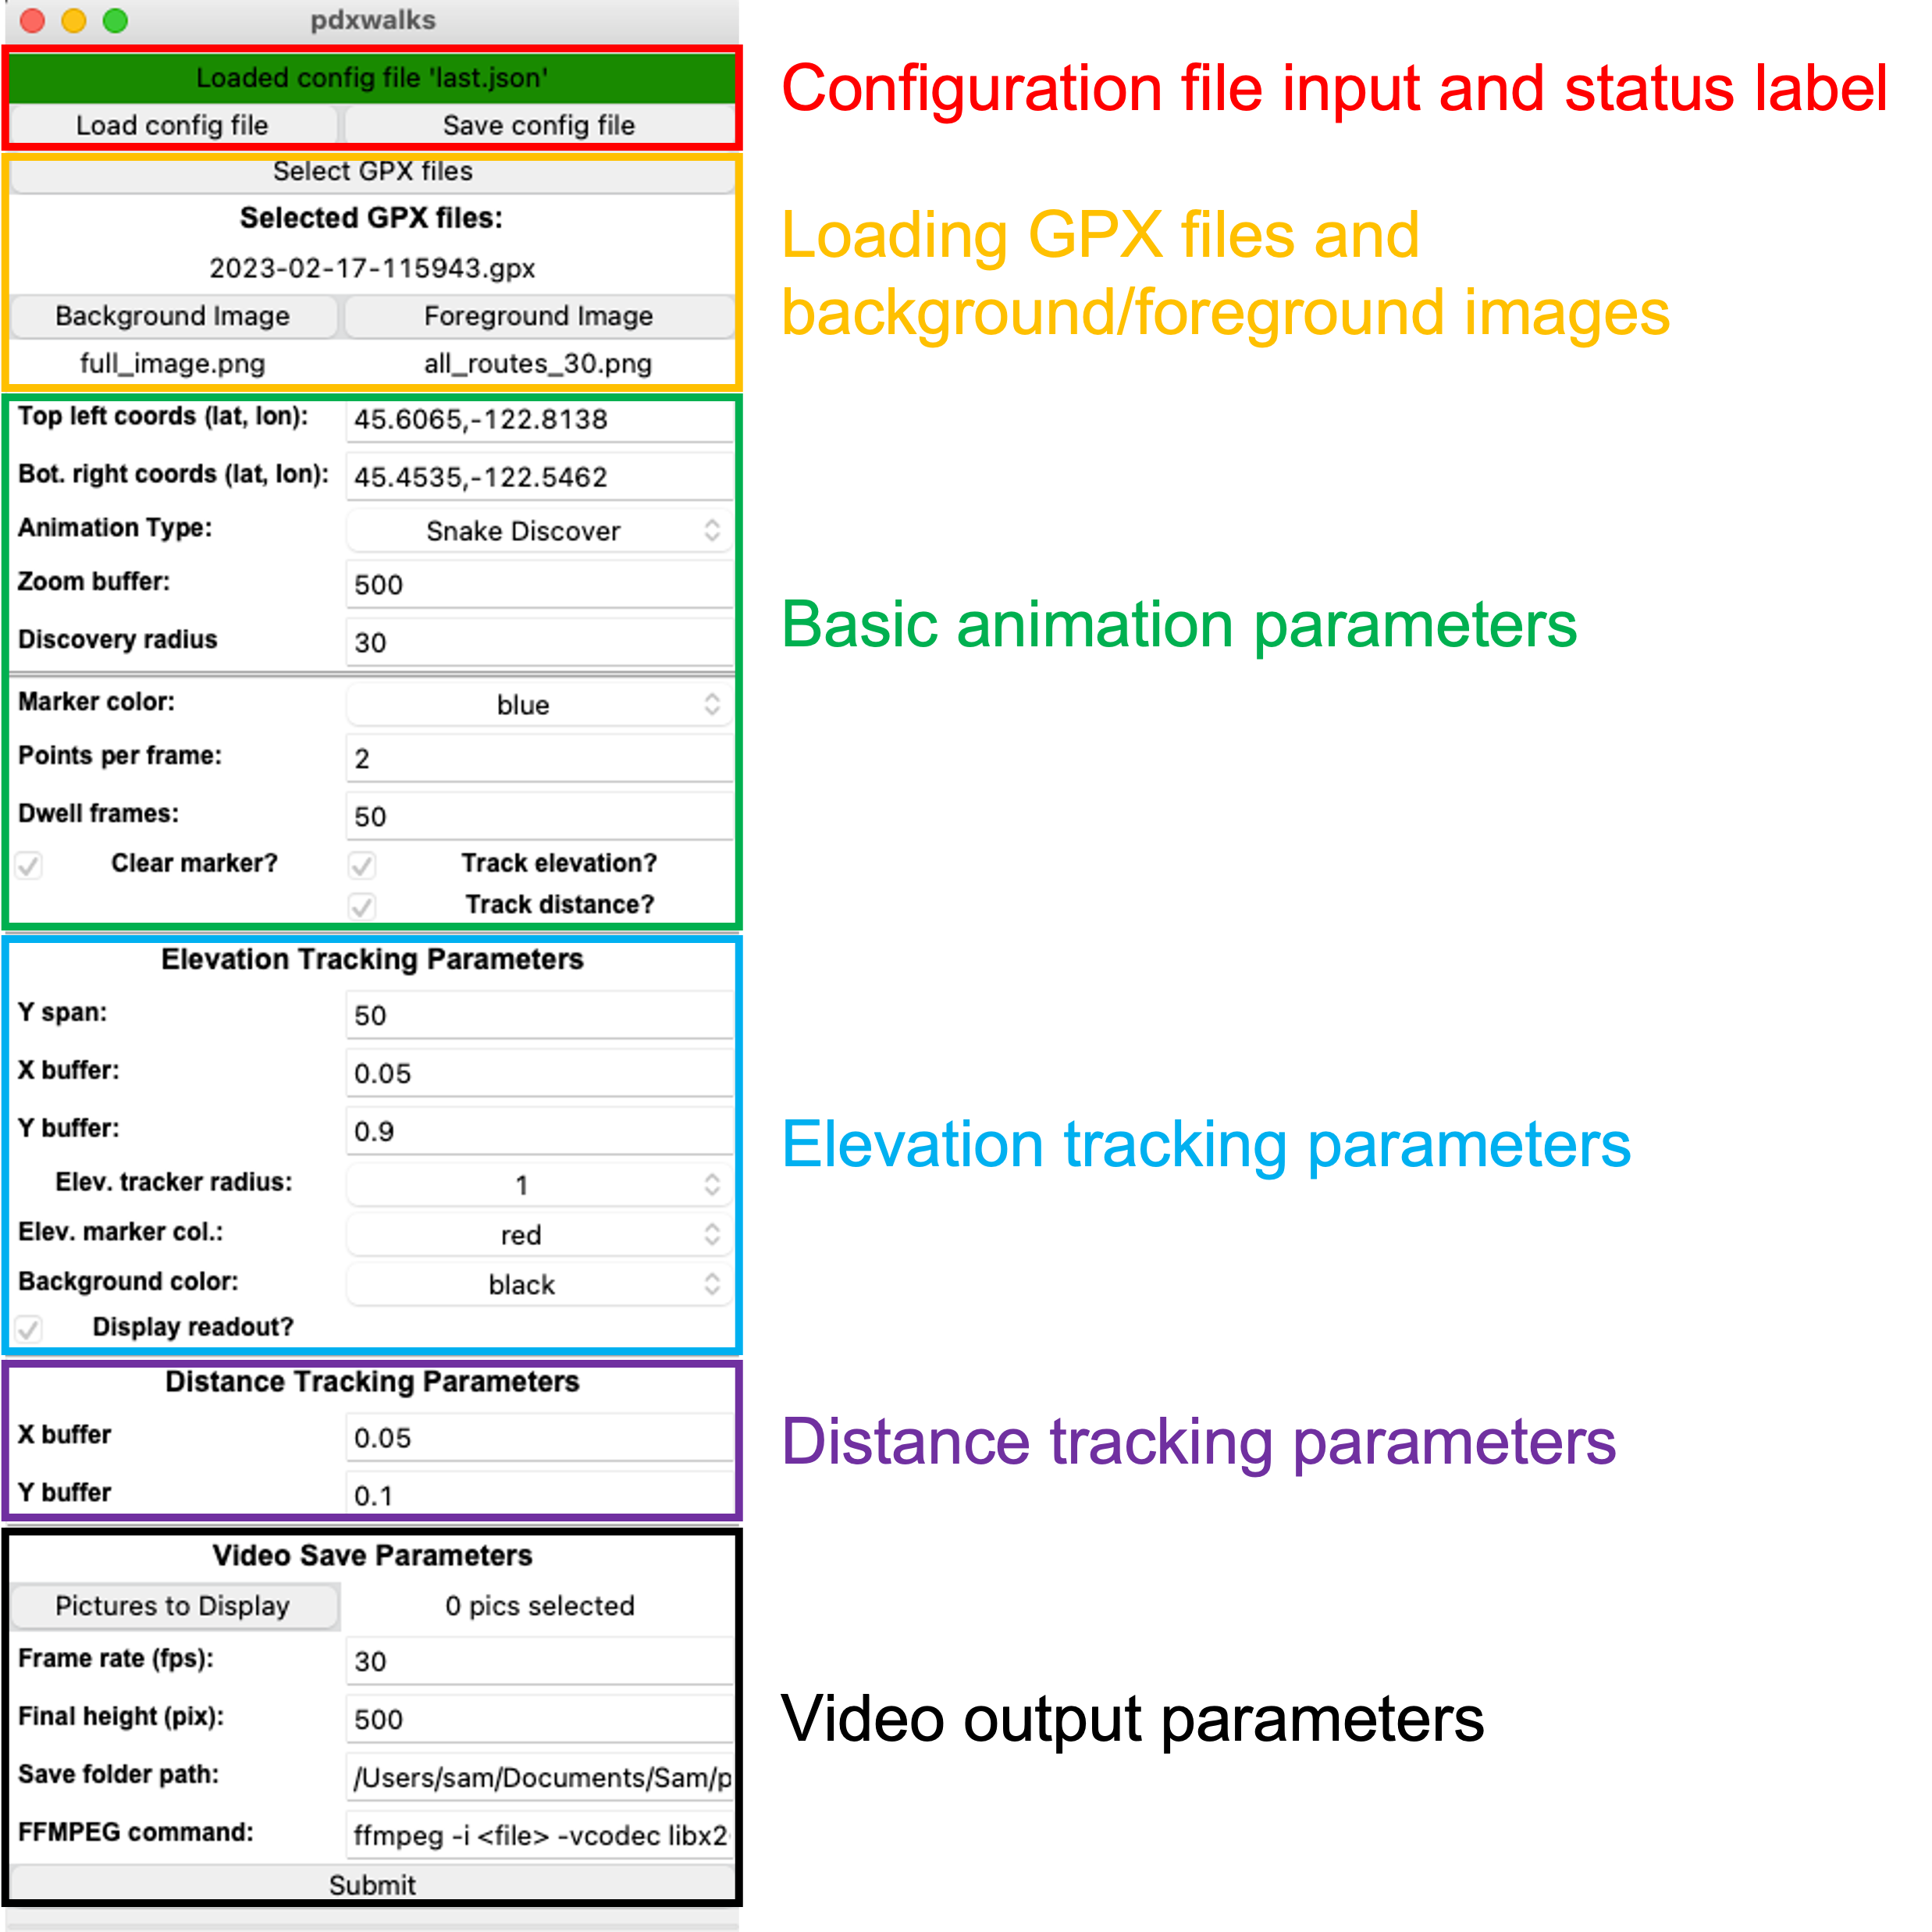 pdxwalks
Loaded config file 'last.json'
Load config file Save config file
Configuration file input and status label
Select GPX files
Selected GPX files:
2023-02-17-115943.gpx
Background Image Foreground Image
full_image.png all_routes_30.png
Loading GPX files and
background/foreground images
Top left coords (lat, lon): 45.6065,-122.8138
Bot. right coords (lat, lon): 45.4535,-122.5462
Animation Type: Snake Discover
Zoom buffer: 500
Discovery radius 30
Marker color: blue
Points per frame: 2
Dwell frames: 50
Clear marker? Track elevation?
Track distance?
Basic animation parameters
Elevation Tracking Parameters
Y span: 50
X buffer: 0.05
Y buffer: 0.9
Elev. tracker radius: 1
Elev. marker col.: red
Background color: black
Display readout?
Elevation tracking parameters
Distance Tracking Parameters
X buffer 0.05
Y buffer 0.1
Distance tracking parameters
Video Save Parameters
Pictures to Display 0 pics selected
Frame rate (fps): 30
Final height (pix): 500
Save folder path: /Users/sam/Documents/Sam/p
FFMPEG command: ffmpeg -i <file> -vcodec libx2
Submit
Video output parameters